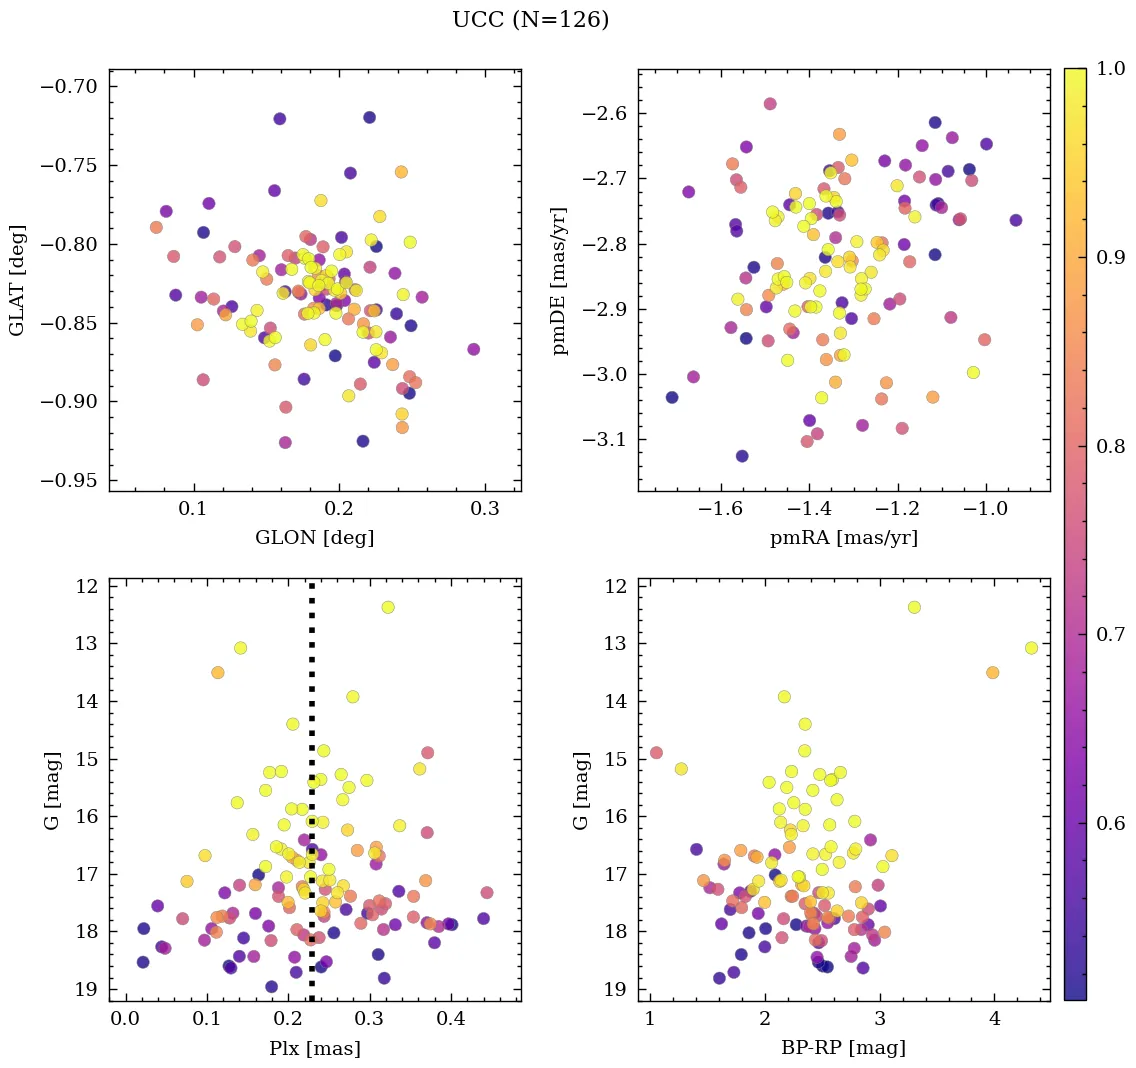 UCC (N=126)
−0.70
−0.75
−0.80
−0.85
−0.90
−0.95
GLAT [deg]
0.1 0.2 0.3
GLON [deg]
−2.6
−2.7
−2.8
−2.9
−3.0
−3.1
pmDE [mas/yr]
−1.6 −1.4 −1.2 −1.0
pmRA [mas/yr]
12
13
14
15
16
17
18
19
G [mag]
0.0 0.1 0.2 0.3 0.4
Plx [mas]
12
13
14
15
16
17
18
19
G [mag]
1 2 3 4
BP-RP [mag]
1.0
0.9
0.8
0.7
0.6